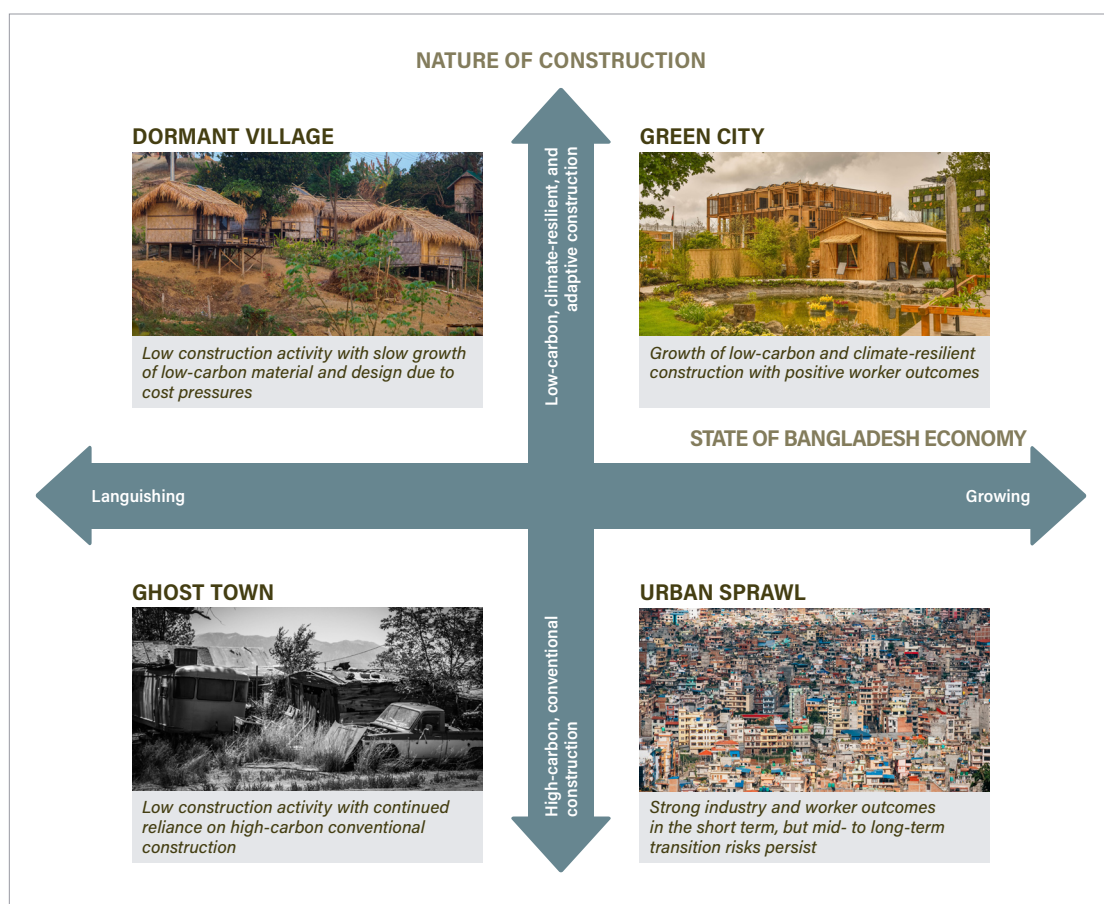 NATURE OF CONSTRUCTION
DORMANT VILLAGE
Low construction activity with slow growth
of low-carbon material and design due to
cost pressures
GREEN CITY
Growth of low-carbon and climate-resilient
construction with positive worker outcomes
Low-carbon, climate-resilient, and
adaptive construction
STATE OF BANGLADESH ECONOMY
Languishing
Growing
GHOST TOWN
Low construction activity with continued
reliance on high-carbon conventional
construction
High-carbon, conventional
construction
URBAN SPRAWL
Strong industry and worker outcomes
in the short term, but mid- to long-term
transition risks persist